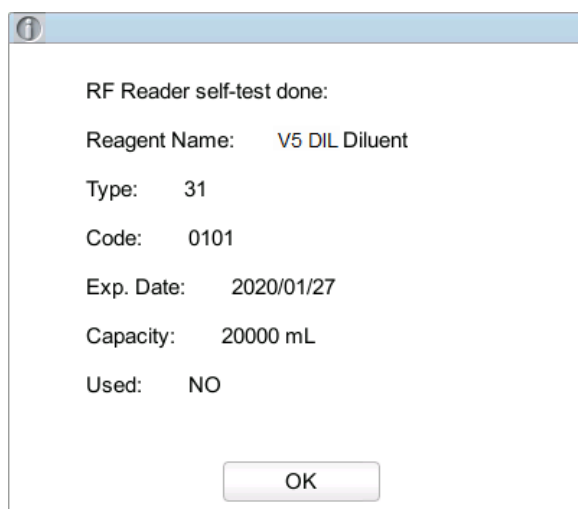 RF Reader self-test done:
Reagent Name: V5 DIL Diluent
Type: 31
Code: 0101
Exp. Date: 2020/01/27
Capacity: 20000 mL
Used: NO
OK